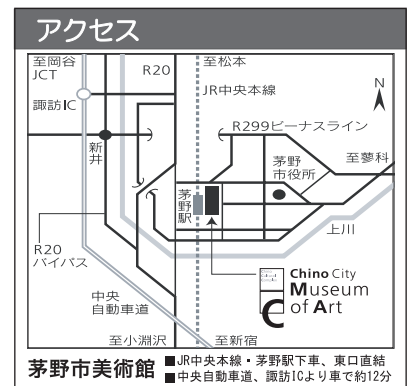 アクセス
至岡谷
JCT
R20
至松本
JR中央本線
諏訪IC
N
R299ビーナスライン
新井
茅野
市役所
至蓼科
茅野駅
上川
R20
バイパス
中央
自動車道
Chino City
Museum
of Art
C
至小淵沢
至新宿
茅野市美術館
■JR中央本線・茅野駅下車、東口直結
■中央自動車道、諏訪ICより車で約12分